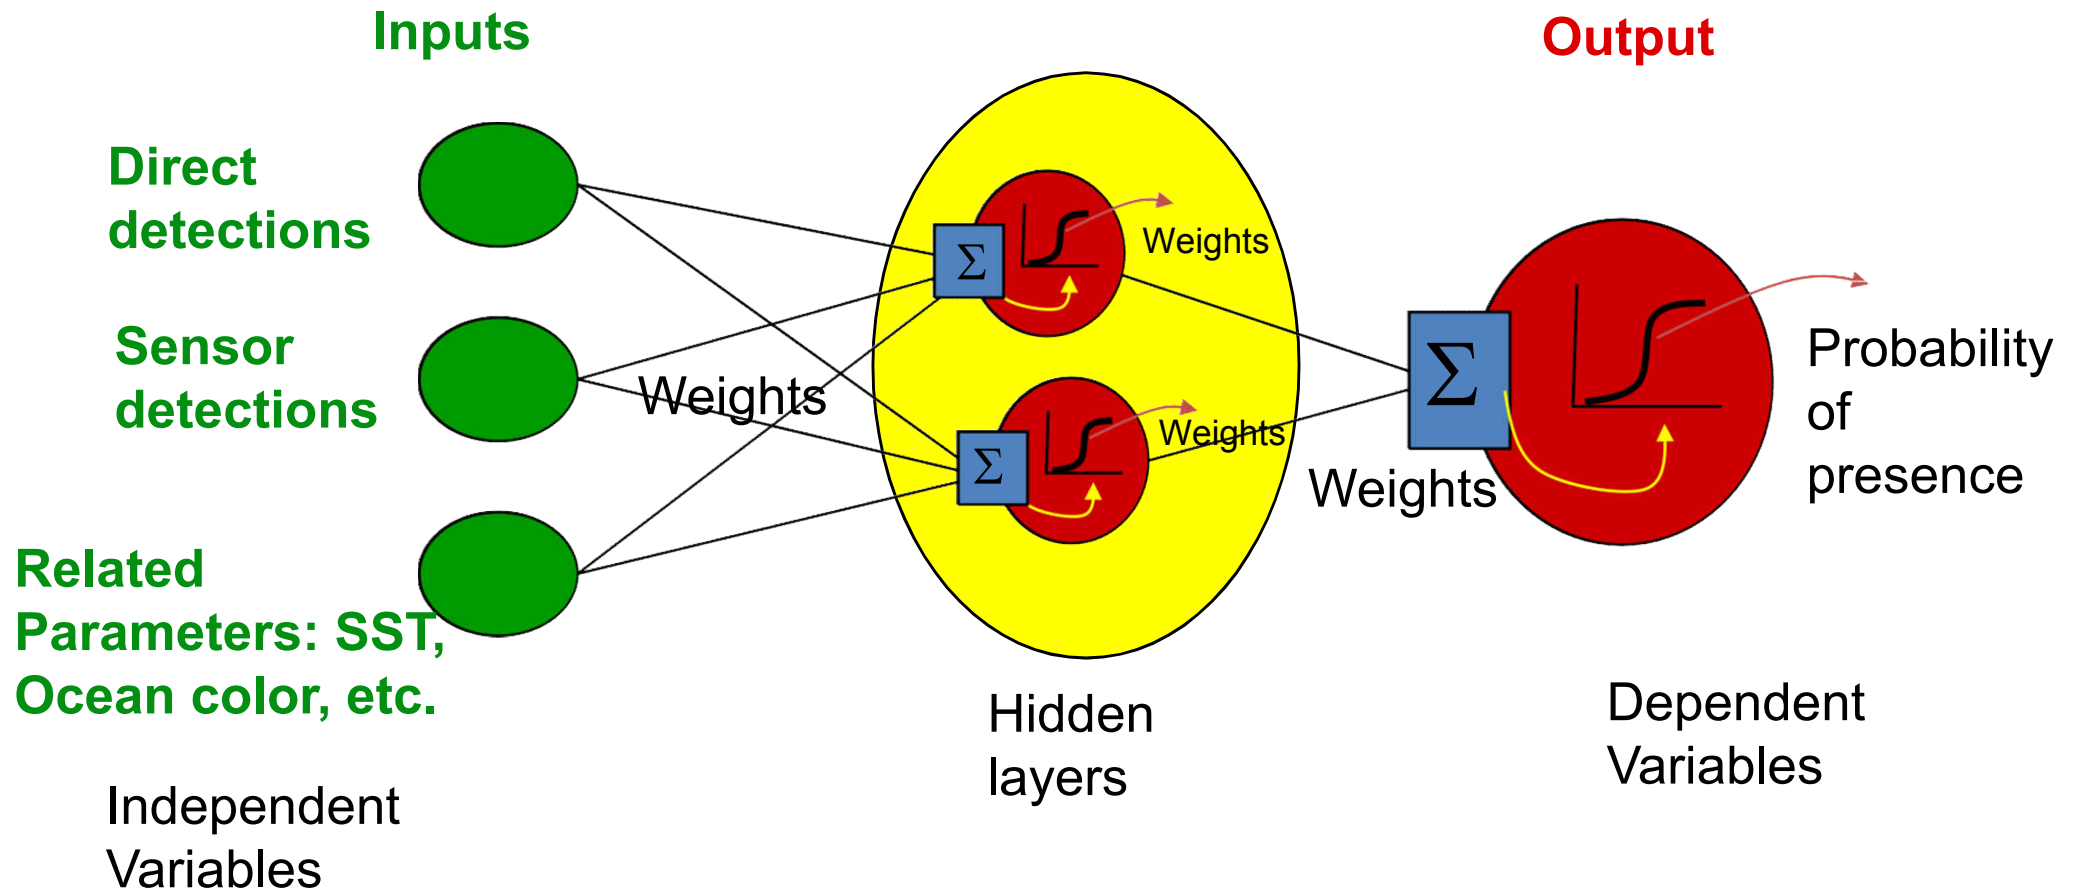 Inputs
Output
Direct
detections
Sensor
detections
Related
Parameters: SST,
Ocean color, etc.
Independent
Variables
Weights
Σ
Weights
Σ
Weights
Hidden
layers
Weights
Σ
Probability
of
presence
Dependent
Variables